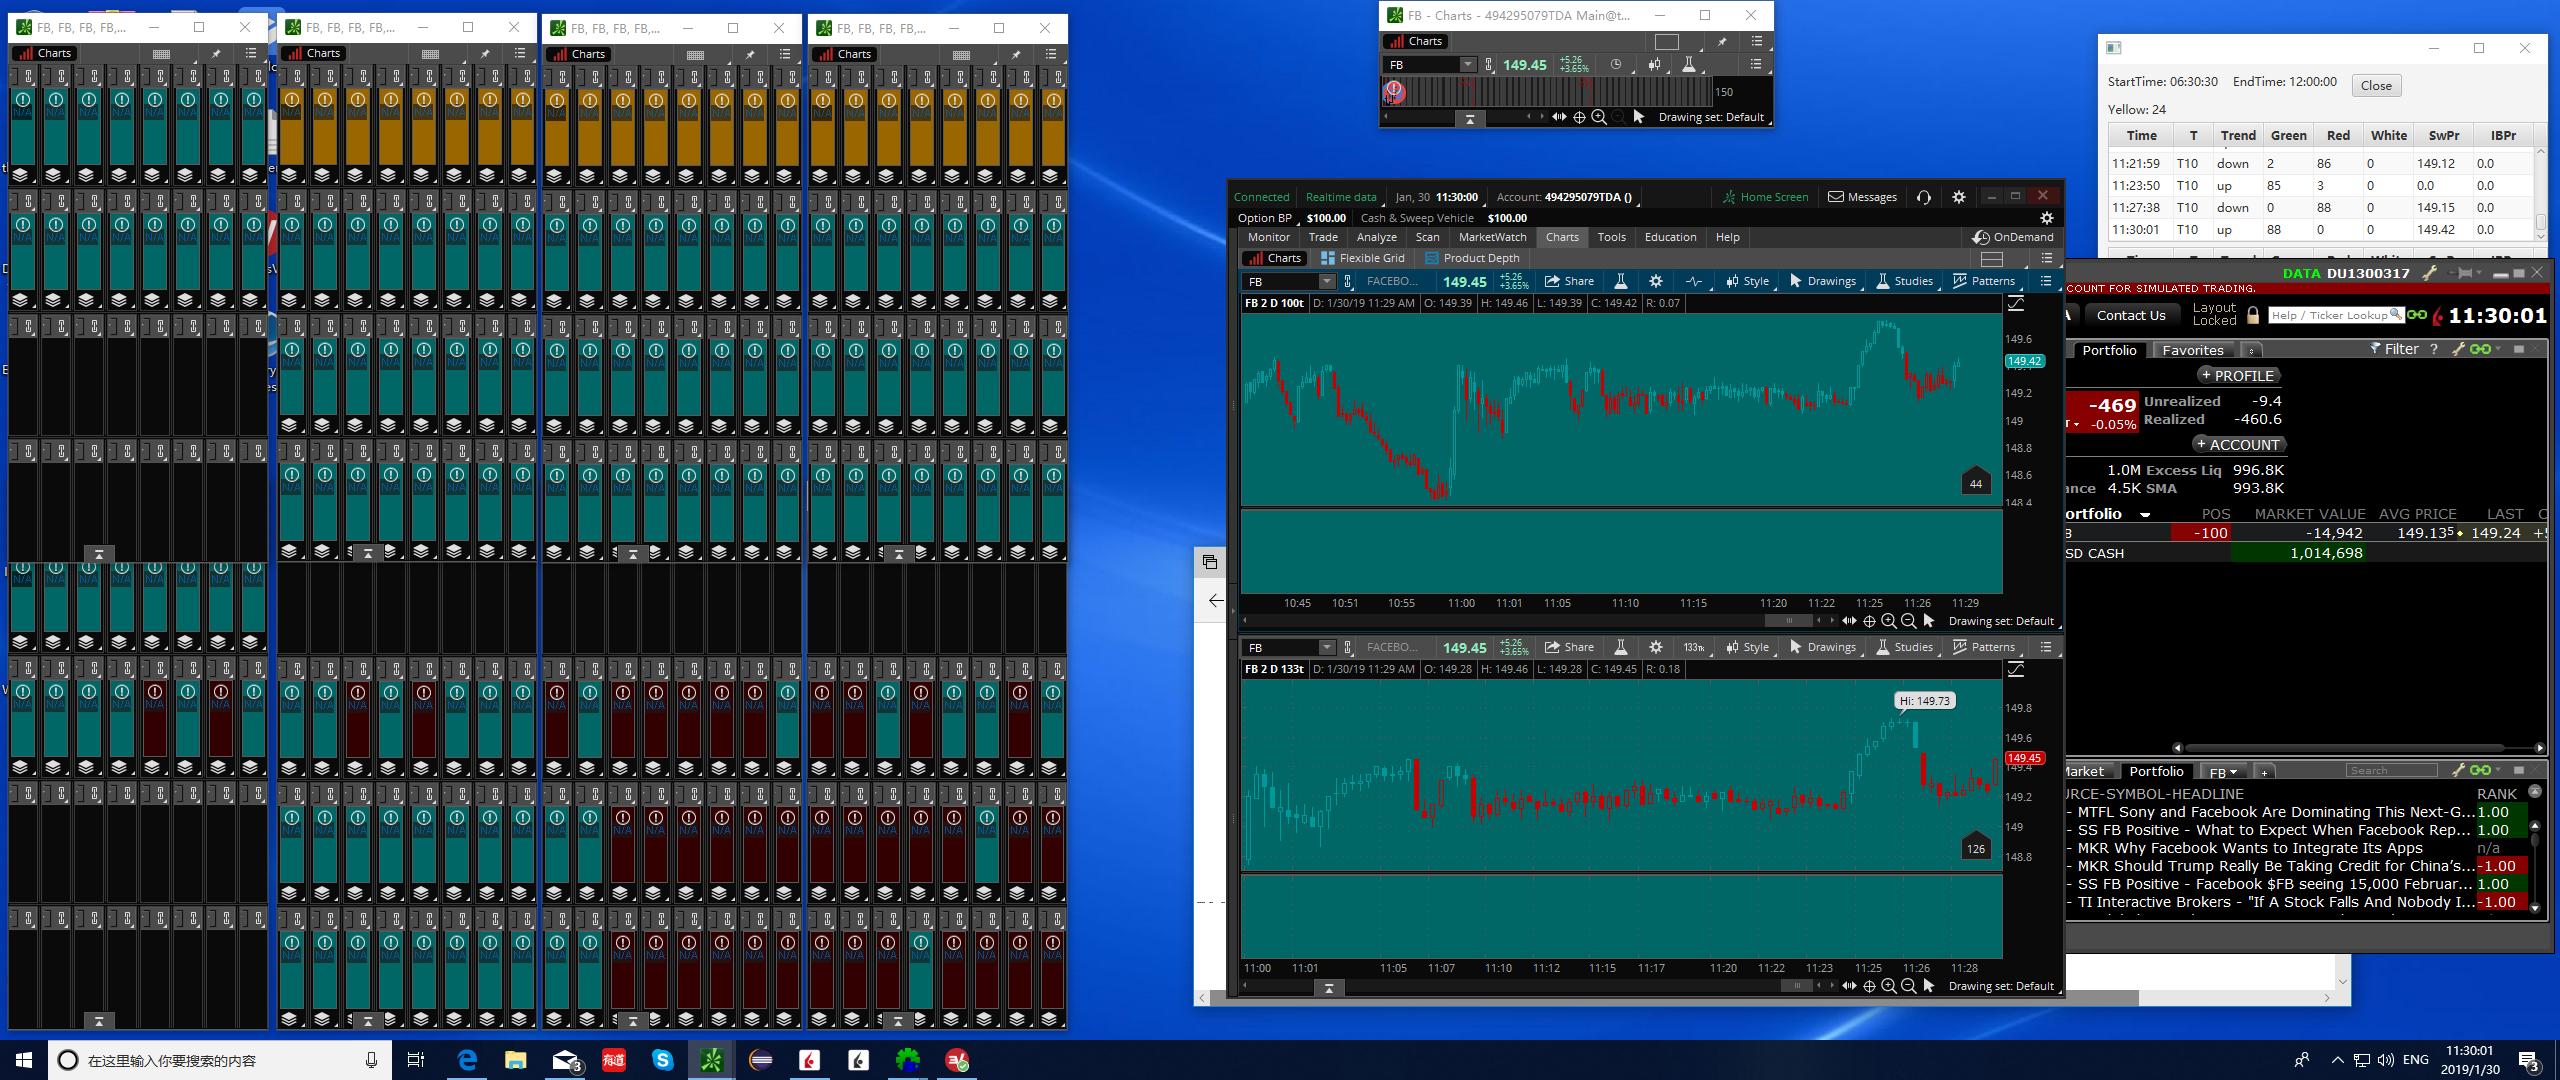 FB, FB, FB, FB,...
Charts
FB, FB, FB, FB,...
Charts
FB, FB, FB, FB,...
Charts
FB, FB, FB, FB,...
Charts
N/A
FB - Charts - 494295079TDA Main@t...
Charts
FB 149.45 +5.26 +3.65%
150
Drawing set: Default
StartTime: 06:30:30 EndTime: 12:00:00 Close
Yellow: 24
Time T Trend Green Red White SwPr IBPr
11:21:59 T10 down 2 86 0 149.12 0.0
11:23:50 T10 up 85 3 0 0.0 0.0
11:27:38 T10 down 0 88 0 149.15 0.0
11:30:01 T10 up 88 0 0 149.42 0.0
Connected Realtime data Jan, 30 11:30:00 Account: 494295079TDA () Home Screen Messages
Option BP $100.00 Cash & Sweep Vehicle $100.00
Monitor Trade Analyze Scan MarketWatch Charts Tools Education Help OnDemand
Charts Flexible Grid Product Depth
FB FACEBO... 149.45 +5.26 +3.65% Share Style Drawings Studies Patterns
FB 2 D 100t D: 1/30/19 11:29 AM O: 149.39 H: 149.46 L: 149.39 C: 149.42 R: 0.07
149.6
149.42
149.4
149.2
149
148.8
148.6
148.4
44
10:45 10:51 10:55 11:00 11:01 11:05 11:10 11:15 11:20 11:22 11:25 11:26 11:29
Drawing set: Default
FB FACEBO... 149.45 +5.26 +3.65% Share 133Tk Style Drawings Studies Patterns
FB 2 D 133t D: 1/30/19 11:29 AM O: 149.28 H: 149.46 L: 149.28 C: 149.45 R: 0.18
Hi: 149.73
149.8
149.6
149.45
149.4
149.2
149
148.8
126
11:00 11:01 11:05 11:07 11:10 11:12 11:15 11:17 11:20 11:22 11:23 11:25 11:26 11:28
Drawing set: Default
DATA DU1300317
COUNT FOR SIMULATED TRADING.
Contact Us Layout Locked Help / Ticker Lookup 11:30:01
Portfolio Favorites Filter ?
+ PROFILE
-469 Unrealized -9.4
-0.05% Realized -460.6
+ ACCOUNT
1.0M Excess Liq 996.8K
ance 4.5K SMA 993.8K
ortfolio POS MARKET VALUE AVG PRICE LAST
-100 -14,942 149.135 149.24
SD CASH 1,014,698
Market Portfolio FB + Search
URCE-SYMBOL-HEADLINE RANK
- MTFL Sony and Facebook Are Dominating This Next-G... 1.00
- SS FB Positive - What to Expect When Facebook Rep... 1.00
- MKR Why Facebook Wants to Integrate Its Apps n/a
- MKR Should Trump Really Be Taking Credit for China's... -1.00
- SS FB Positive - Facebook $FB seeing 15,000 Februar... 1.00
- TI Interactive Brokers - "If A Stock Falls And Nobody I... -1.00
在这里输入你要搜索的内容
3
有道
ENG
11:30:01
2019/1/30
3